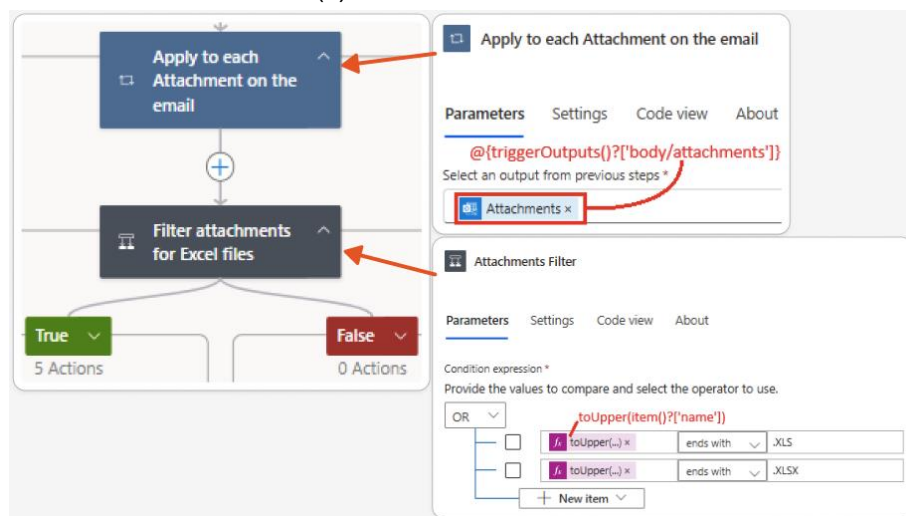 Apply to each
Attachment on the
email
Filter attachments
for Excel files
True
5 Actions
False
0 Actions
Apply to each Attachment on the email
Parameters Settings Code view About
@{triggerOutputs()?['body/attachments']}
Select an output from previous steps *
Attachments ×
Attachments Filter
Parameters Settings Code view About
Condition expression *
Provide the values to compare and select the operator to use.
OR toUpper(item()?['name'])
fx toUpper(...) × ends with .XLS
fx toUpper(...) × ends with .XLSX
+ New item